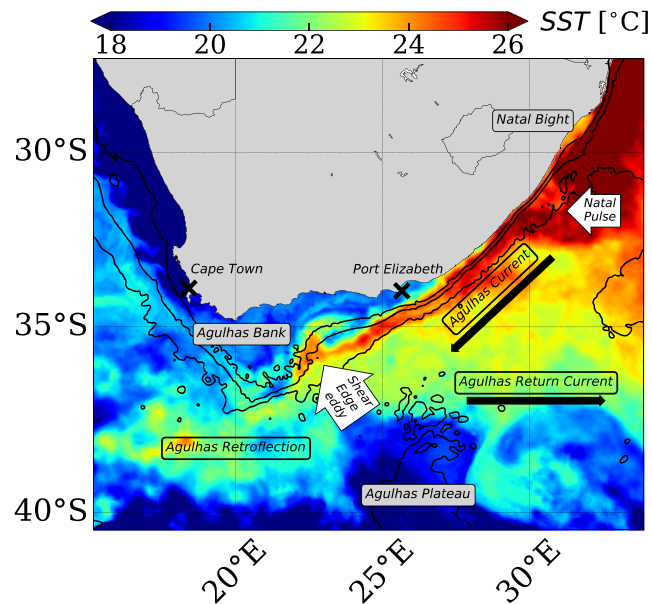 SST [°C]
18 20 22 24 26
Natal Bight
30°S
Natal
Pulse
Cape Town
Port Elizabeth
Agulhas Current
35°S
Agulhas Bank
Shear
Edge
eddy
Agulhas Return Current
Agulhas Retroflection
Agulhas Plateau
40°S
20°E 25°E 30°E